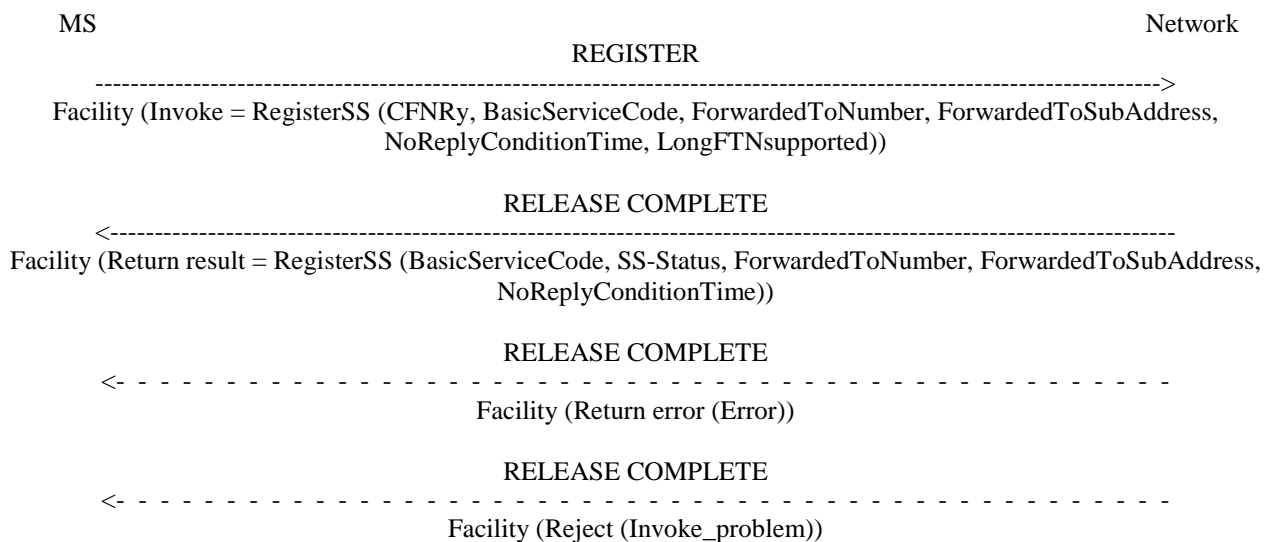 MS Network
REGISTER
------------------------------------------------------------------------------------------------------------------------>
Facility (Invoke = RegisterSS (CFNRy, BasicServiceCode, ForwardedToNumber, ForwardedToSubAddress,
NoReplyConditionTime, LongFTNsupported))
RELEASE COMPLETE
<------------------------------------------------------------------------------------------------------------------------
Facility (Return result = RegisterSS (BasicServiceCode, SS-Status, ForwardedToNumber, ForwardedToSubAddress,
NoReplyConditionTime))
RELEASE COMPLETE
<- - - - - - - - - - - - - - - - - - - - - - - - - - - - - - - - - - - - - - - - - - - - - - - -
Facility (Return error (Error))
RELEASE COMPLETE
<- - - - - - - - - - - - - - - - - - - - - - - - - - - - - - - - - - - - - - - - - - - - - - - -
Facility (Reject (Invoke_problem))